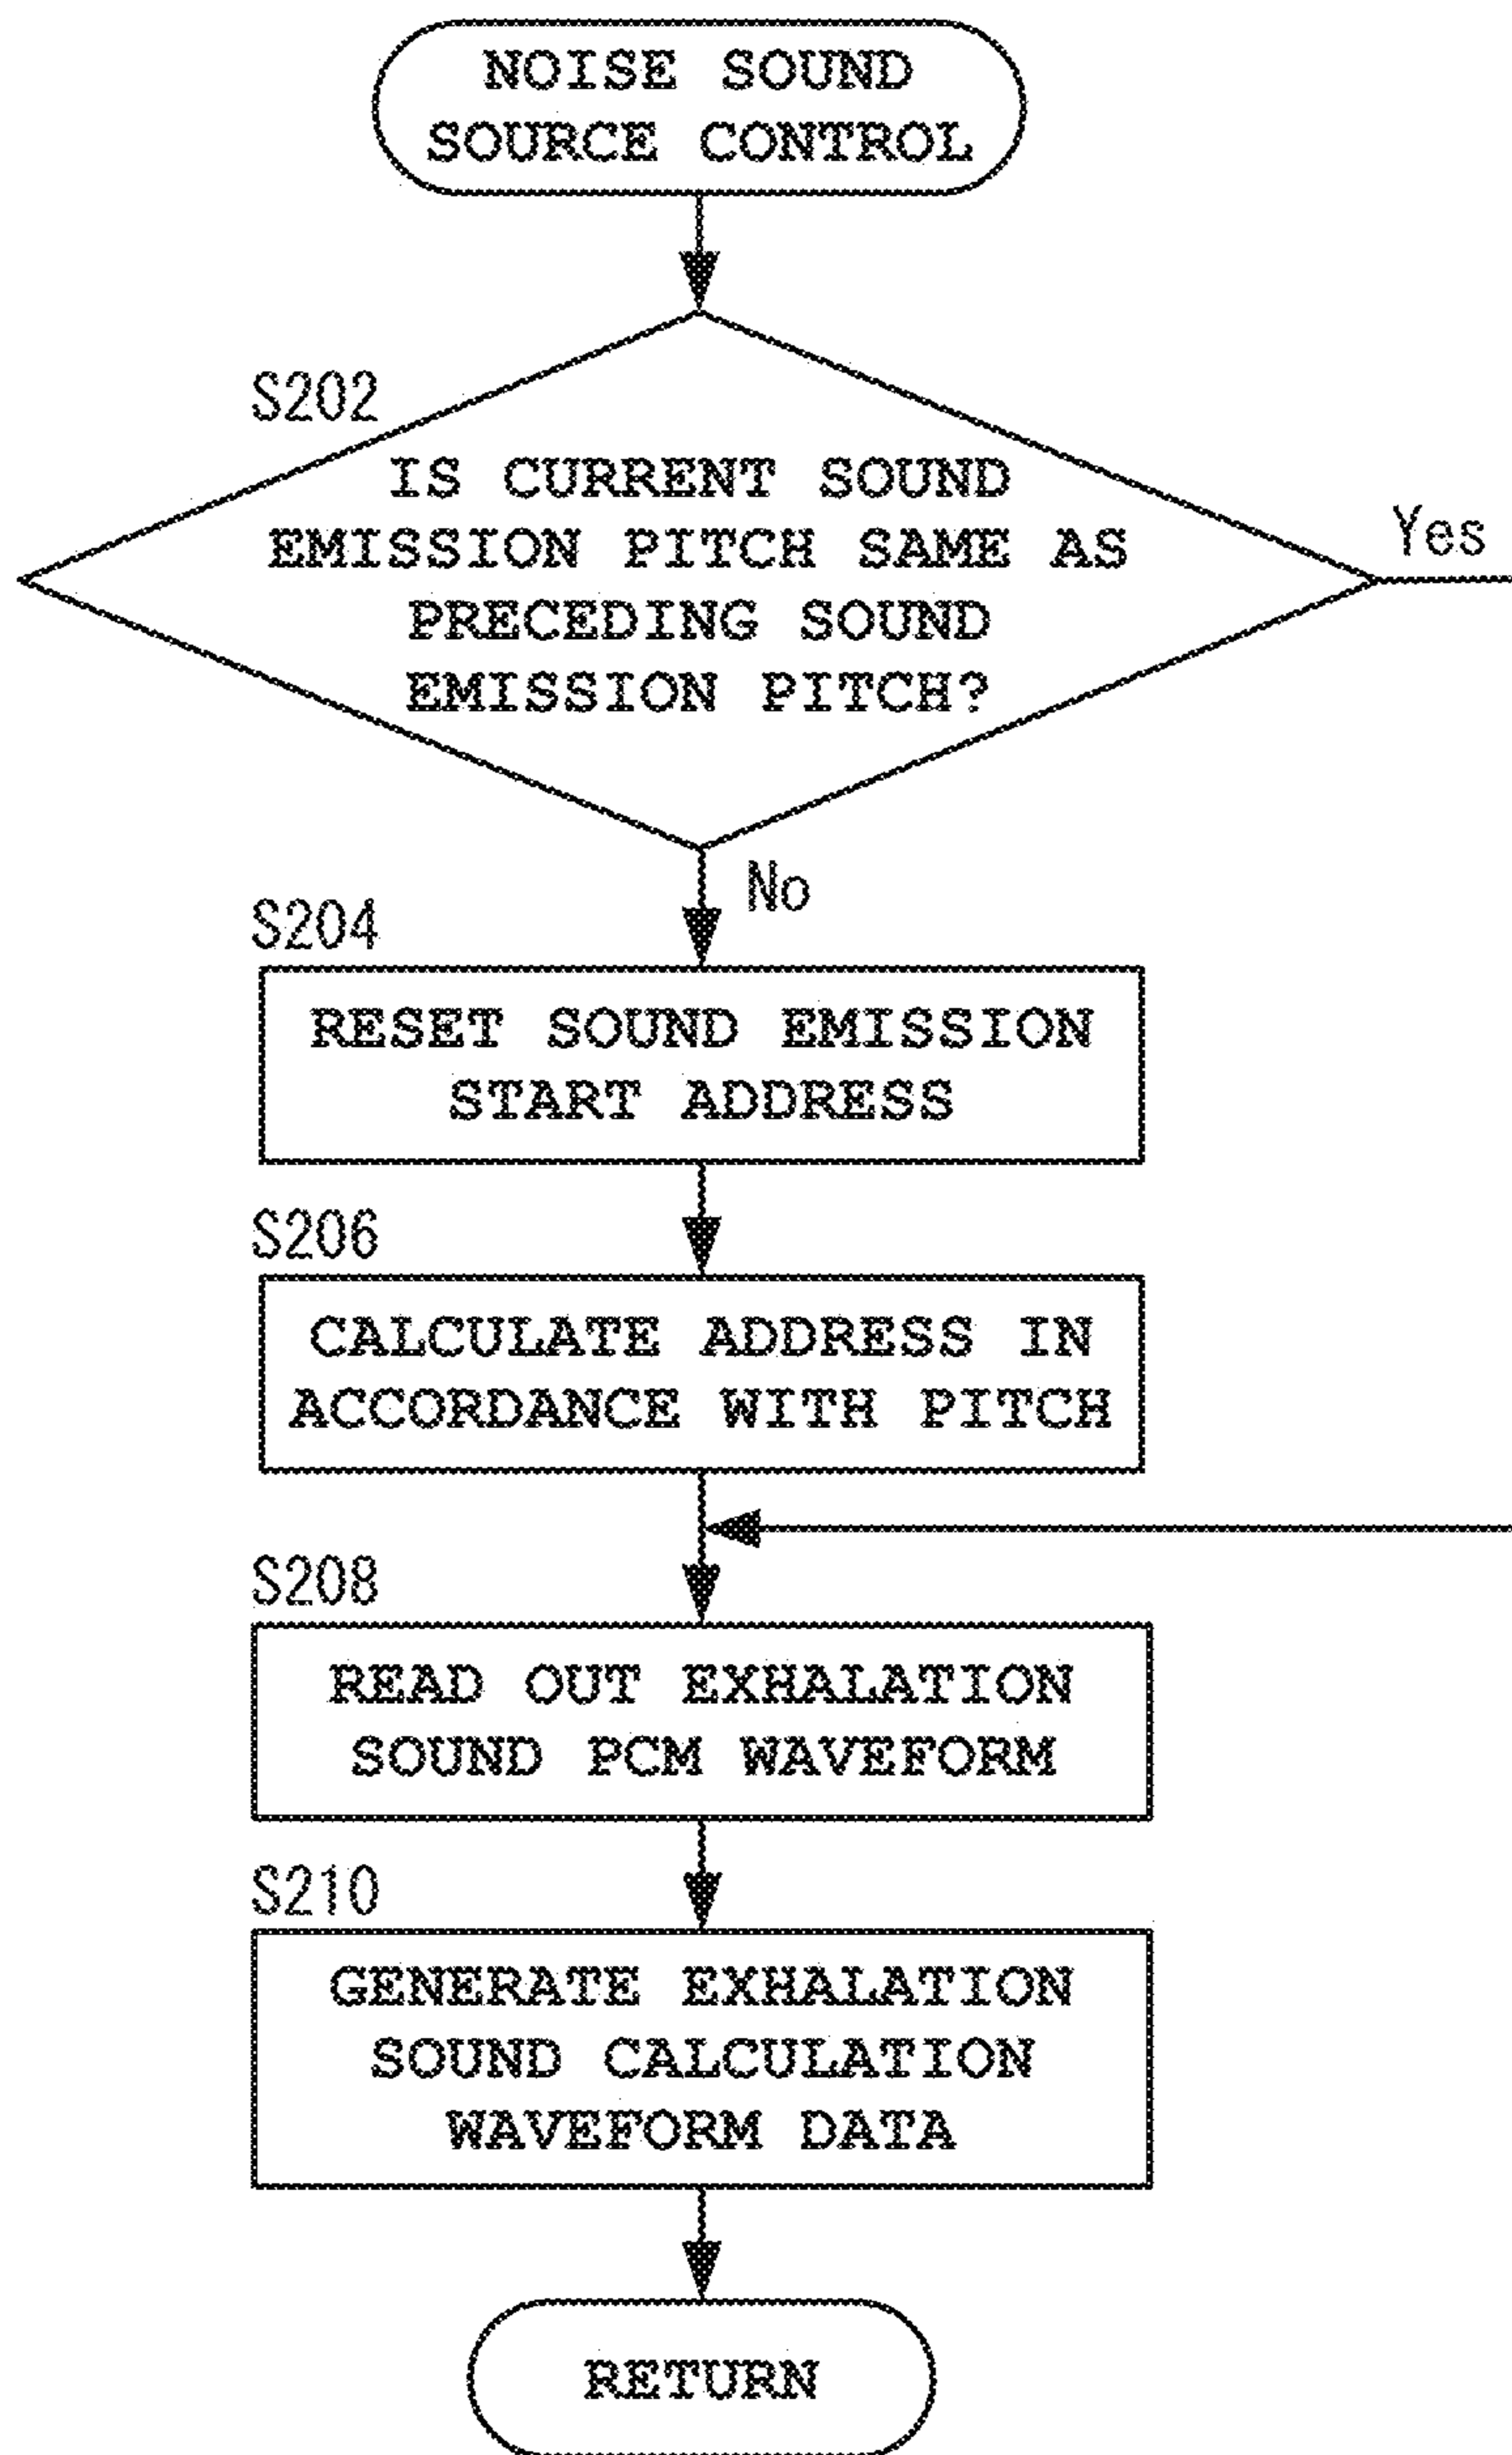 NOISE SOUND
SOURCE CONTROL
S202
IS CURRENT SOUND
EMISSION PITCH SAME AS
PRECEDING SOUND
EMISSION PITCH?
Yes
No
S204
RESET SOUND EMISSION
START ADDRESS
S206
CALCULATE ADDRESS IN
ACCORDANCE WITH PITCH
S208
READ OUT EXHALATION
SOUND PCM WAVEFORM
S210
GENERATE EXHALATION
SOUND CALCULATION
WAVEFORM DATA
RETURN